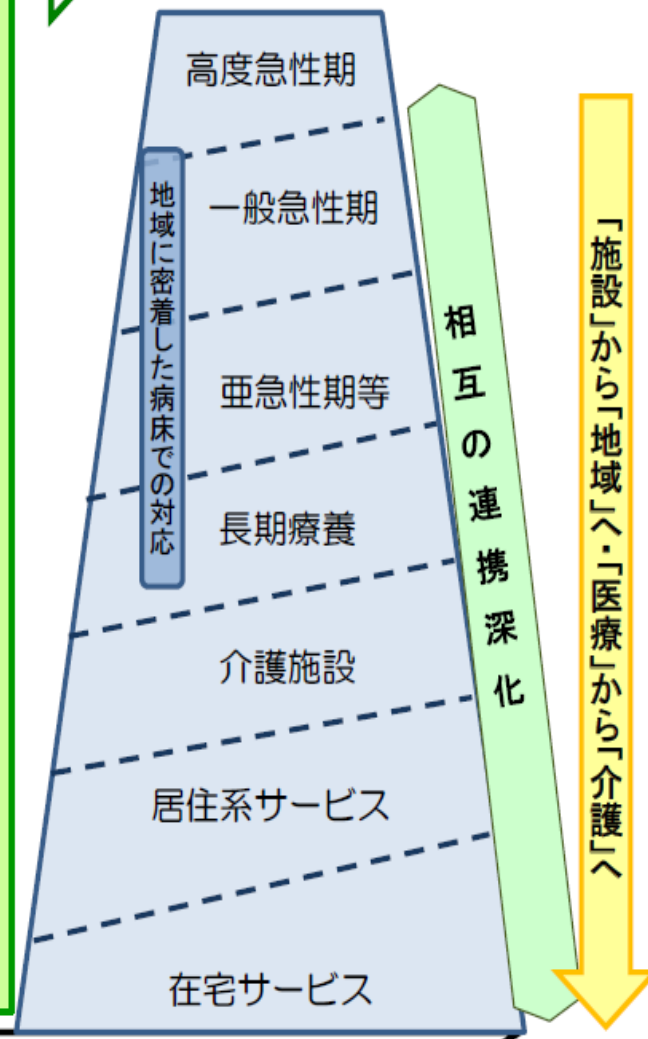 高度急性期
一般急性期
亜急性期等
長期療養
介護施設
居住系サービス
在宅サービス
地域に密着した病床での対応
相互の連携深化
「施設」から「地域」へ・「医療」から「介護」へ